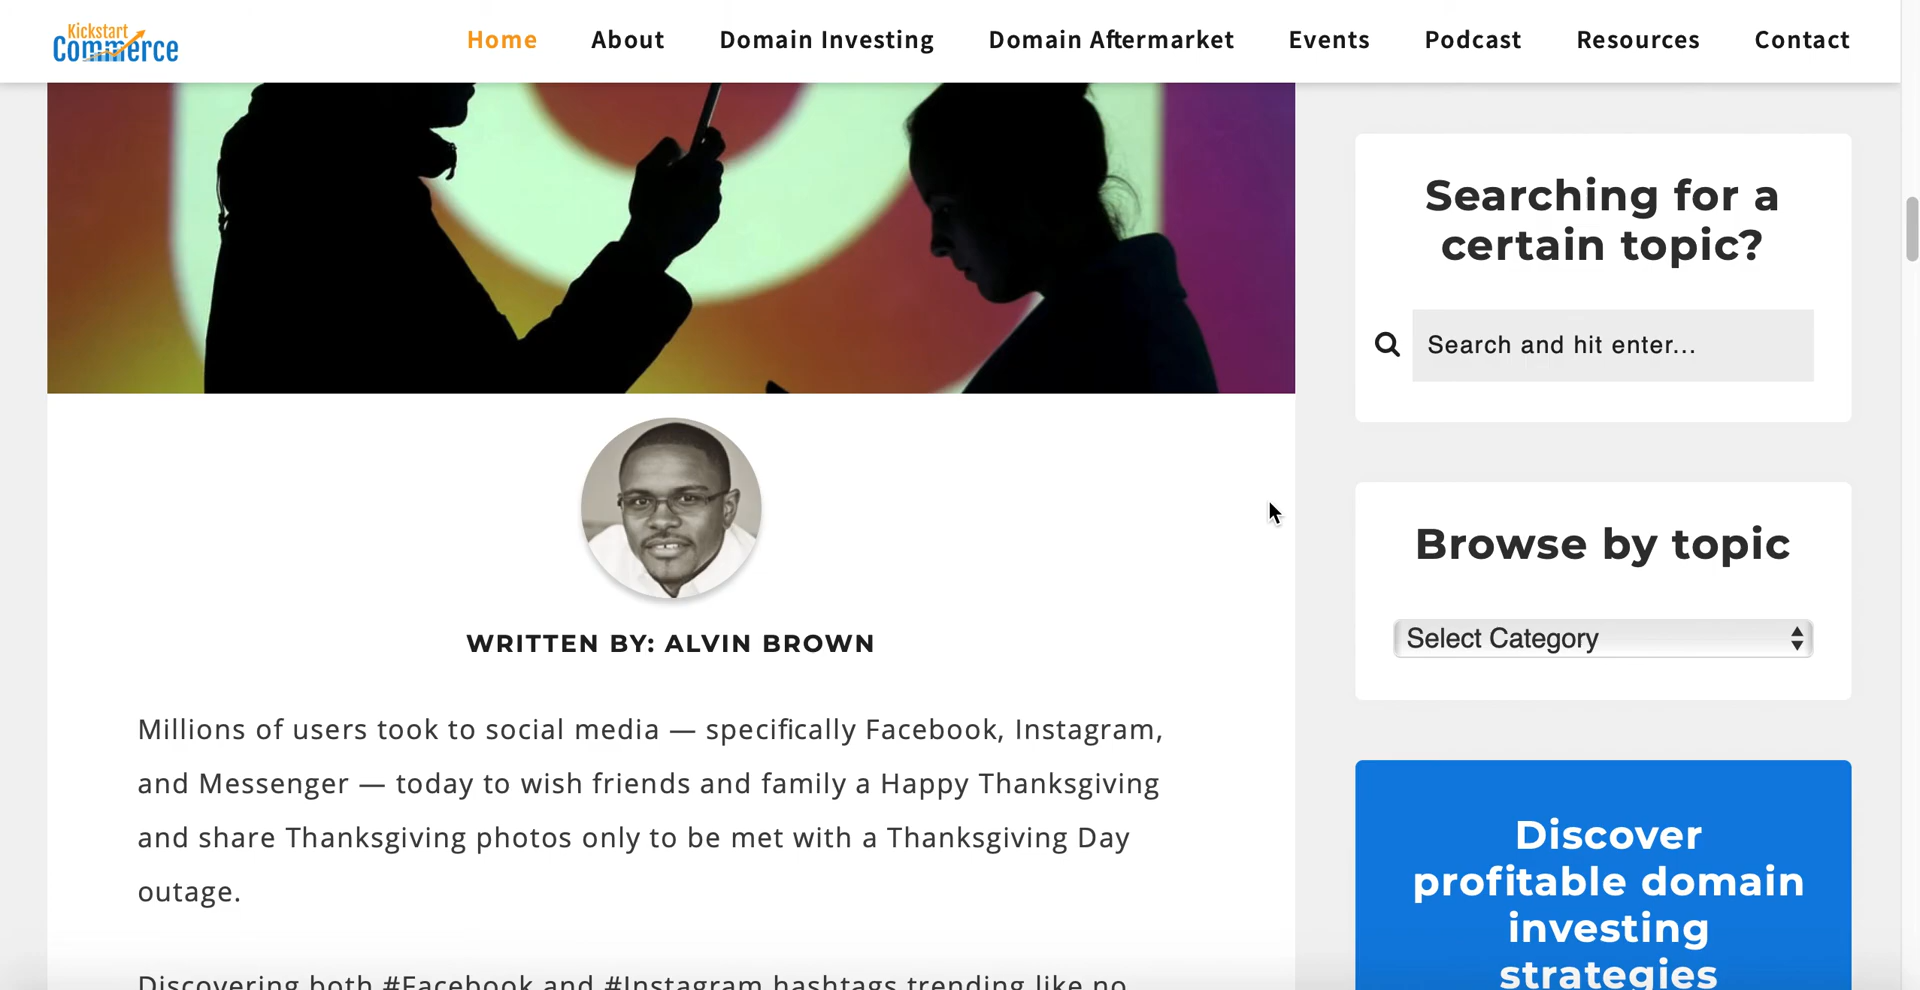 Kickstart
Commerce
Home About Domain Investing Domain Aftermarket Events Podcast Resources Contact
WRITTEN BY: ALVIN BROWN
Millions of users took to social media — specifically Facebook, Instagram,
and Messenger — today to wish friends and family a Happy Thanksgiving
and share Thanksgiving photos only to be met with a Thanksgiving Day
outage.
Discovering both #Facebook and #Instagram hashtags trending like no
Searching for a
certain topic?
Search and hit enter...
Browse by topic
Select Category
Discover
profitable domain
investing
strategies